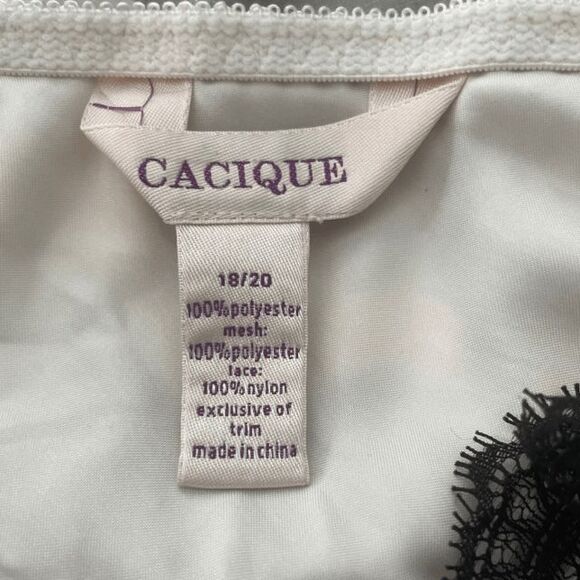 CACIQUE
18/20
100%polyester
mesh:
100%polyester
lace:
100%nylon
exclusive of
trim
made in china